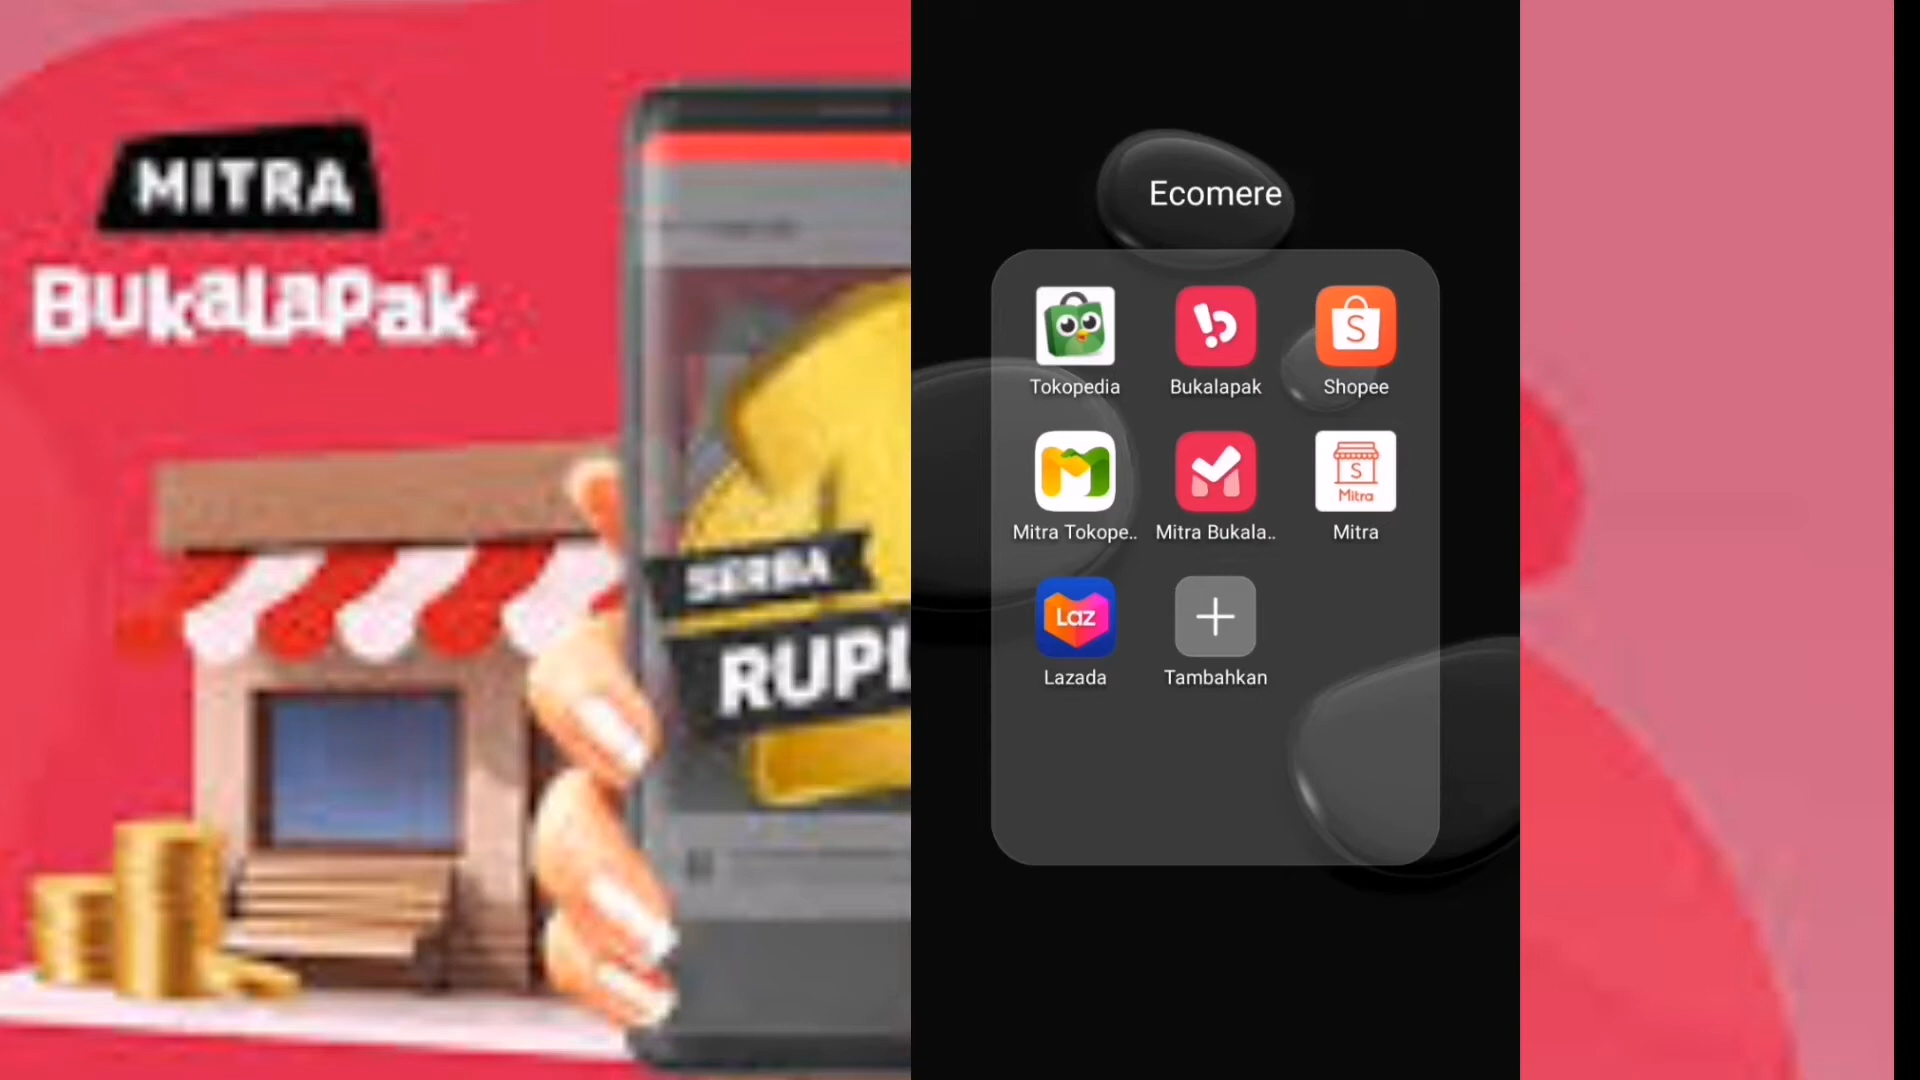 MITRA
BukaLaPak
SERBA
RUPI
Ecomere
Tokopedia
Bukalapak
Shopee
Mitra Tokope..
Mitra Bukala..
S
Mitra
Mitra
Laz
Lazada
Tambahkan